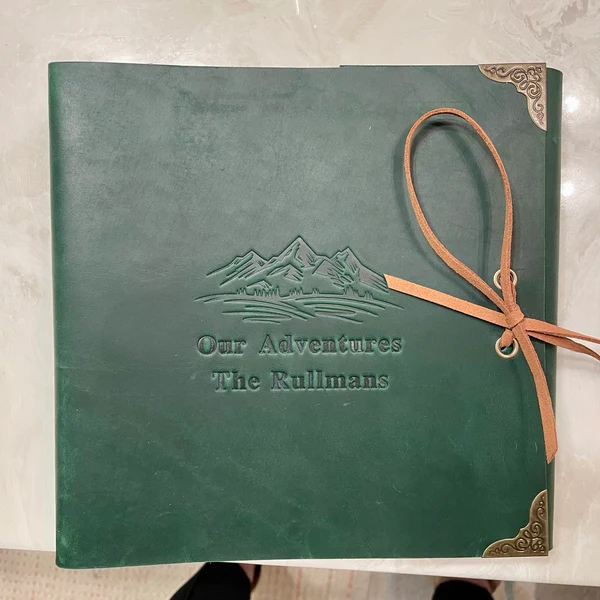 Our Adventures
The Rullmans